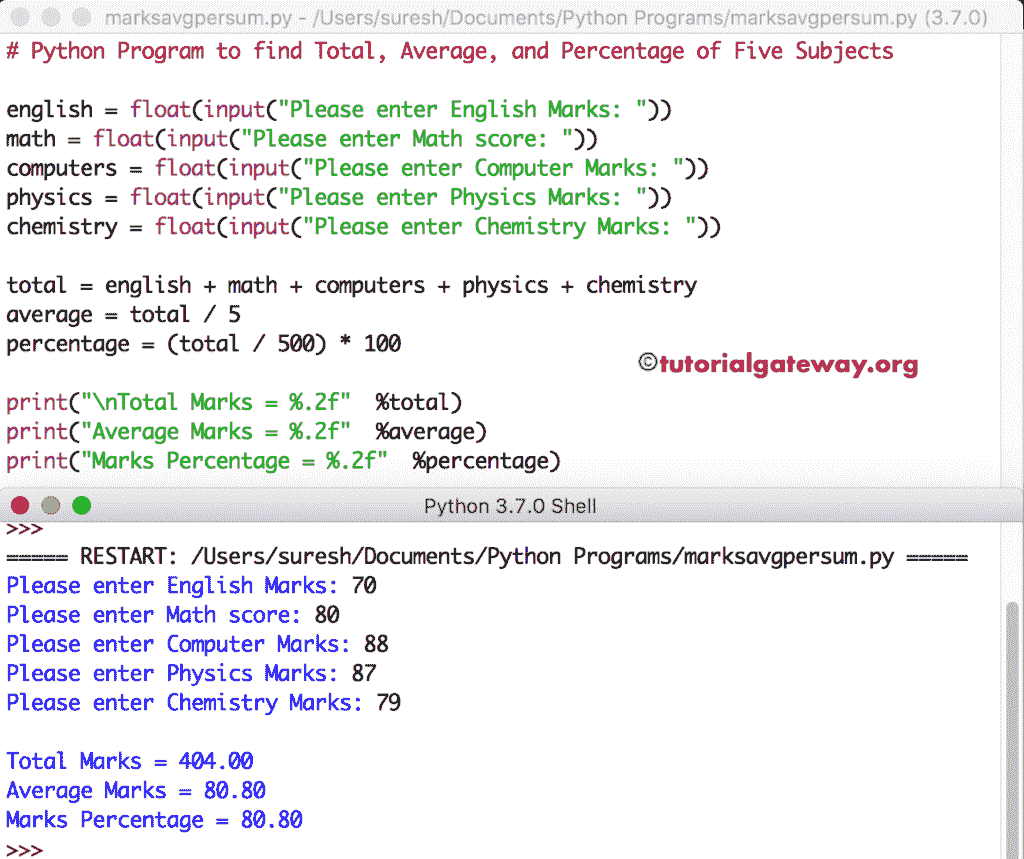 marksavgpersum.py - /Users/suresh/Documents/Python Programs/marksavgpersum.py (3.7.0)
# Python Program to find Total, Average, and Percentage of Five Subjects
english = float(input("Please enter English Marks: "))
math = float(input("Please enter Math score: "))
computers = float(input("Please enter Computer Marks: "))
physics = float(input("Please enter Physics Marks: "))
chemistry = float(input("Please enter Chemistry Marks: "))
total = english + math + computers + physics + chemistry
average = total / 5
percentage = (total / 500) * 100
©tutorialgateway.org
print("\nTotal Marks = %.2f"  %total)
print("Average Marks = %.2f"  %average)
print("Marks Percentage = %.2f"  %percentage)
Python 3.7.0 Shell
>>>
===== RESTART: /Users/suresh/Documents/Python Programs/marksavgpersum.py =====
Please enter English Marks: 70
Please enter Math score: 80
Please enter Computer Marks: 88
Please enter Physics Marks: 87
Please enter Chemistry Marks: 79
Total Marks = 404.00
Average Marks = 80.80
Marks Percentage = 80.80
>>>